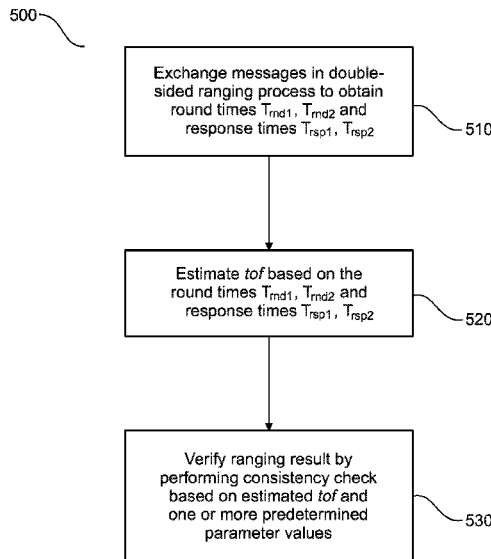 500
Exchange messages in double-
sided ranging process to obtain
round times Trnd1, Trnd2 and
response times Trsp1, Trsp2
510
Estimate tof based on the
round times Trnd1, Trnd2 and
response times Trsp1, Trsp2
520
Verify ranging result by
performing consistency check
based on estimated tof and
one or more predetermined
parameter values
530